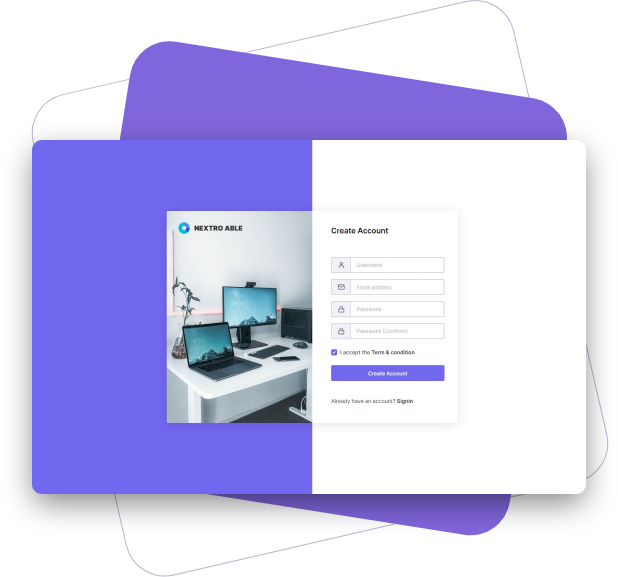 NEXTRO ABLE
Create Account
Username
Email address
Password
Password (Comform)
I accept the Term & condition
Create Account
Already have an account? Signin